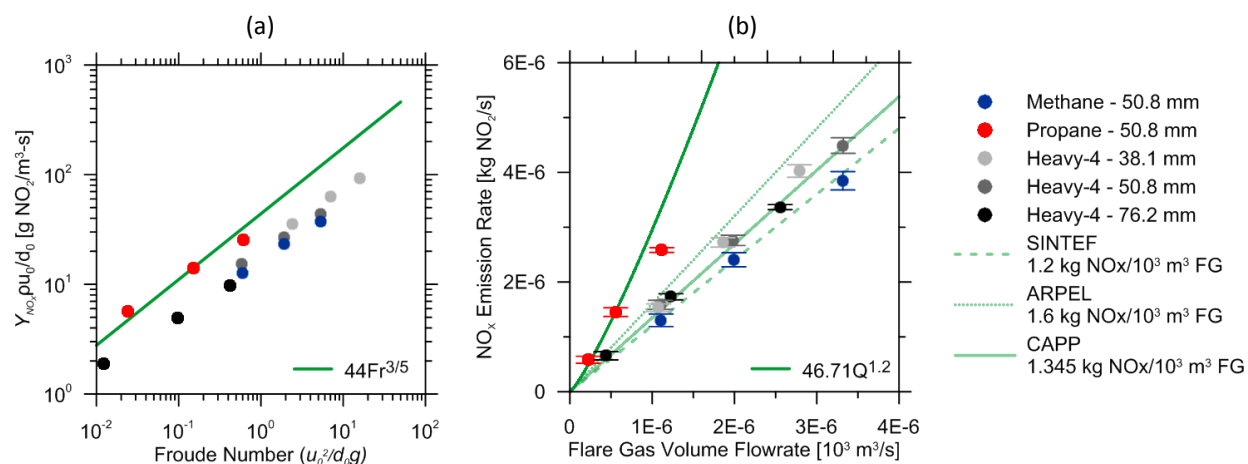 (a)
10³
10²
10¹
10⁰
Y_NOx ρu₀/d₀ [g NO₂/m³-s]
44Fr³ᐟ⁵
10⁻²
10⁻¹
10⁰
10¹
10²
Froude Number (u₀²/d₀g)
(b)
6E-6
4E-6
2E-6
0
NOₓ Emission Rate [kg NO₂/s]
46.71Q¹·²
0
1E-6
2E-6
3E-6
4E-6
Flare Gas Volume Flowrate [10³ m³/s]
Methane - 50.8 mm
Propane - 50.8 mm
Heavy-4 - 38.1 mm
Heavy-4 - 50.8 mm
Heavy-4 - 76.2 mm
SINTEF
1.2 kg NOx/10³ m³ FG
ARPEL
1.6 kg NOx/10³ m³ FG
CAPP
1.345 kg NOx/10³ m³ FG